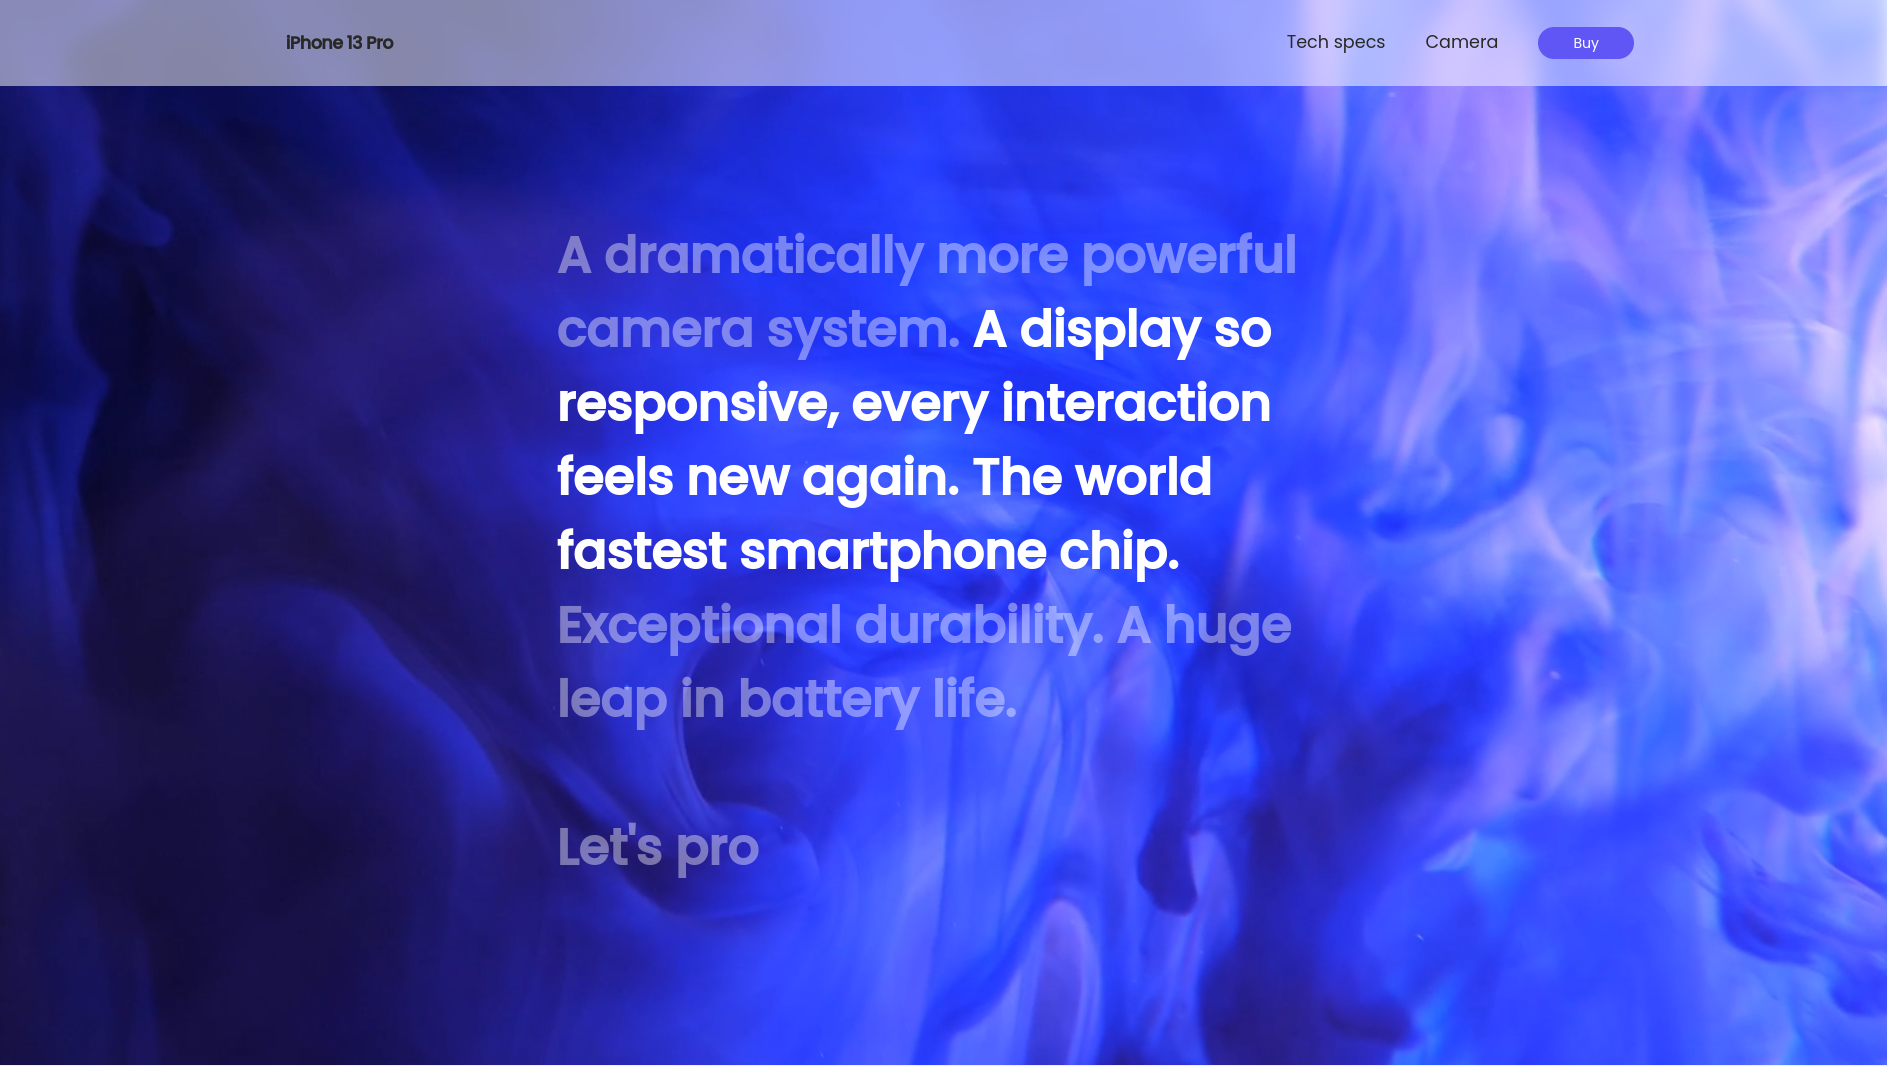 iPhone 13 Pro
Tech specs
Camera
Buy
A dramatically more powerful
camera system. A display so
responsive, every interaction
feels new again. The world
fastest smartphone chip.
Exceptional durability. A huge
leap in battery life.
Let's pro